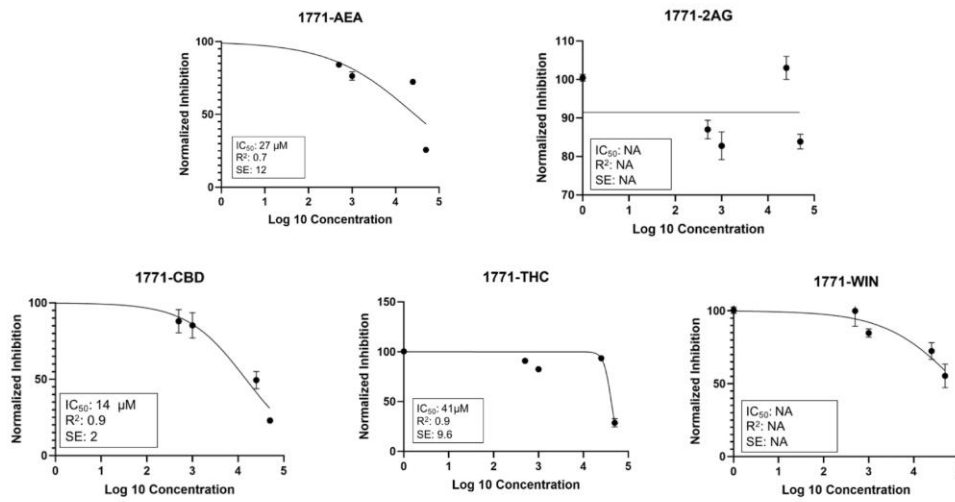 1771-AEA
100
50
0
Normalized Inhibition
IC50: 27 µM
R²: 0.7
SE: 12
0 1 2 3 4 5
Log 10 Concentration
1771-2AG
110
100
90
80
70
Normalized Inhibition
IC50: NA
R²: NA
SE: NA
0 1 2 3 4 5
Log 10 Concentration
1771-CBD
100
50
0
Normalized Inhibition
IC50: 14 µM
R²: 0.9
SE: 2
0 1 2 3 4 5
Log 10 Concentration
1771-THC
150
100
50
0
Normalized Inhibition
IC50: 41µM
R²: 0.9
SE: 9.6
0 1 2 3 4 5
Log 10 Concentration
1771-WIN
100
50
0
Normalized Inhibition
IC50: NA
R²: NA
SE: NA
0 1 2 3 4
Log 10 Concentration